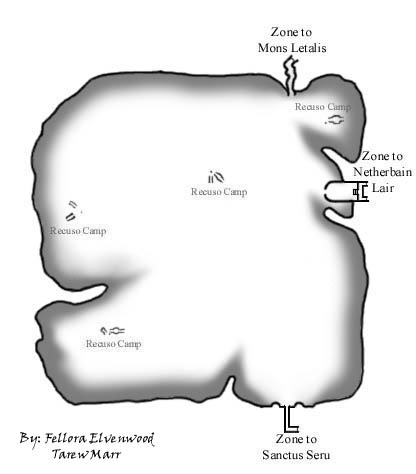 Zone to
Mons Letalis
Recuso Camp
Zone to
Netherbain
Lair
Recuso Camp
Recuso Camp
Recuso Camp
By: Fellora Elvenwood
Tarew Marr
Zone to
Sanctus Seru